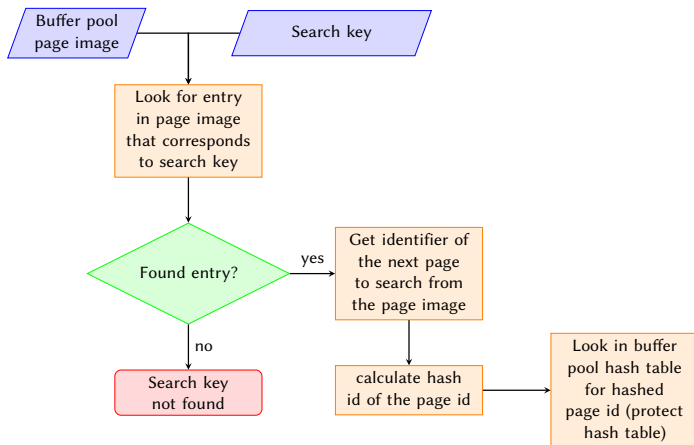 Buffer pool
page image
Search key
Look for entry
in page image
that corresponds
to search key
Found entry?
yes
Get identifier of
the next page
to search from
the page image
no
Search key
not found
calculate hash
id of the page id
Look in buffer
pool hash table
for hashed
page id (protect
hash table)